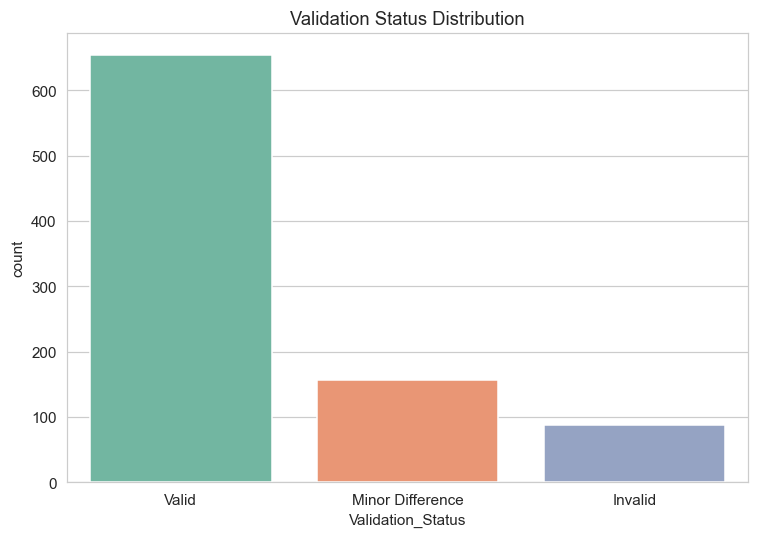 Validation Status Distribution
count
600
500
400
300
200
100
0
Valid
Minor Difference
Invalid
Validation_Status